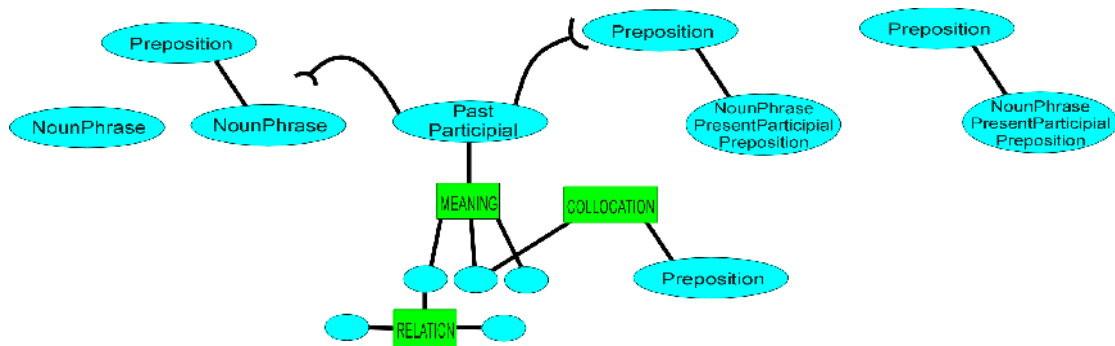 Preposition
Preposition
Preposition
NounPhrase
NounPhrase
Past
Participial
NounPhrase
PresentParticipial
Preposition
NounPhrase
PresentParticipial
Preposition
MEANING
COLLOCATION
Preposition
RELATION